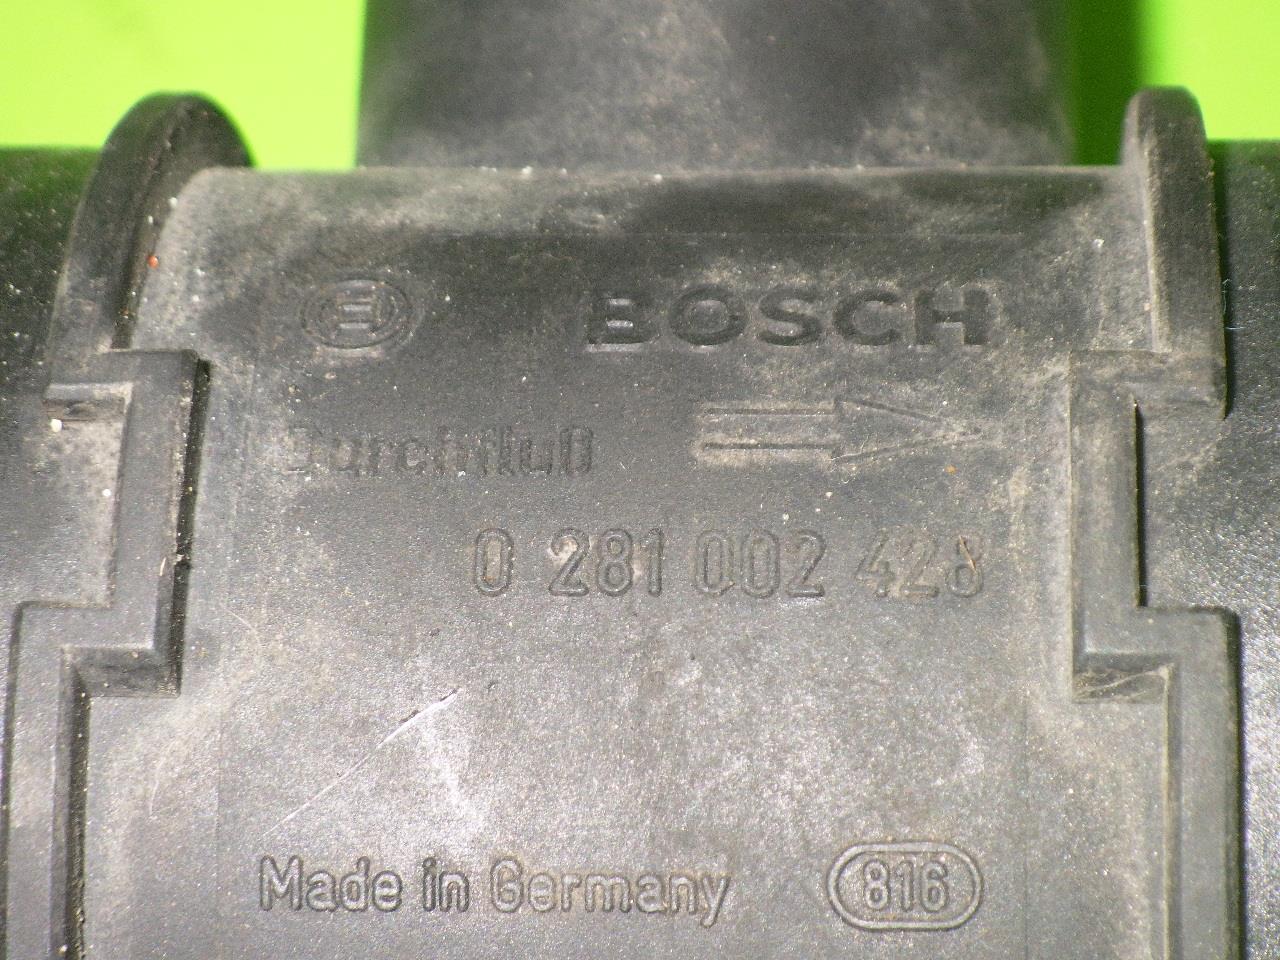 BOSCH
Durchfluß
0 281 002 428
Made in Germany 816